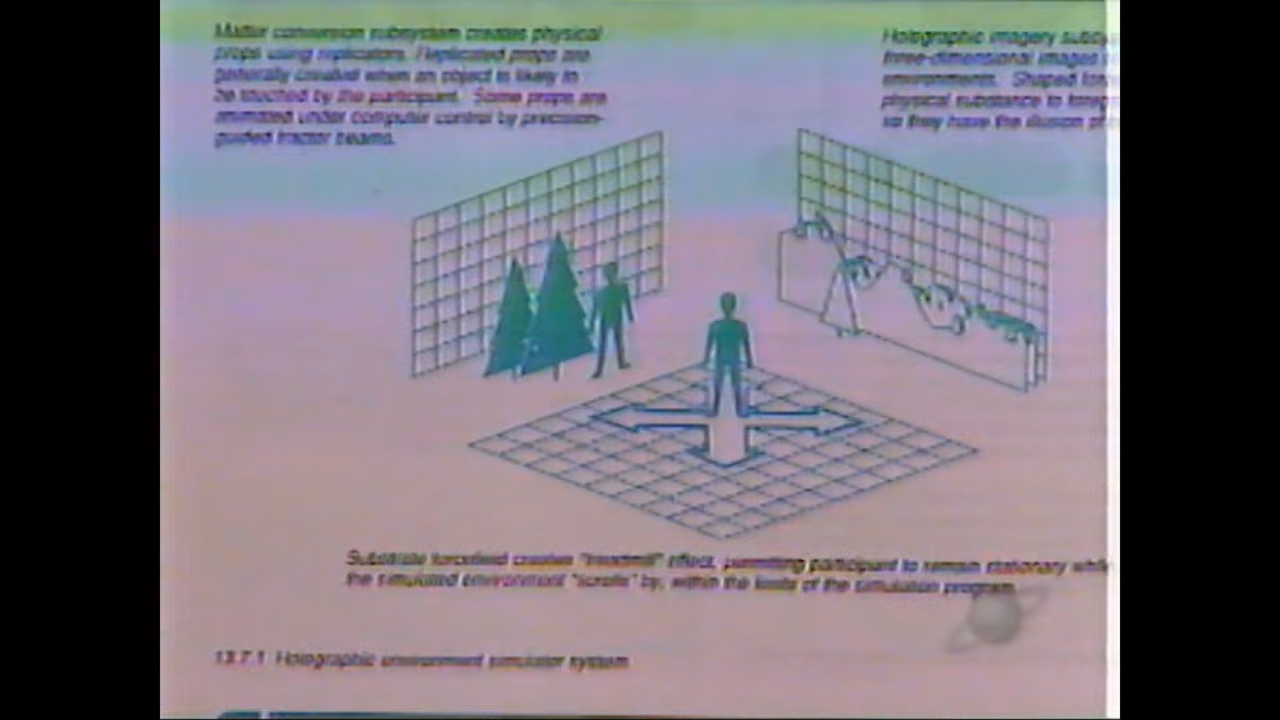 Matter conversion subsystem creates physical
props using replicators. Replicated props are
generally created when an object is likely to
be touched by the participant. Some props are
animated under computer control by precision-
guided tractor beams.
Holographic imagery
three-dimensional images
environments. Shaped
physical substance to
so they have the illusion
Substrate forcefield creates "treadmill" effect, permitting participant to remain stationary while
the simulated environment "scrolls" by, within the limits of the simulation program.
13.7.1 Holographic environment simulator system